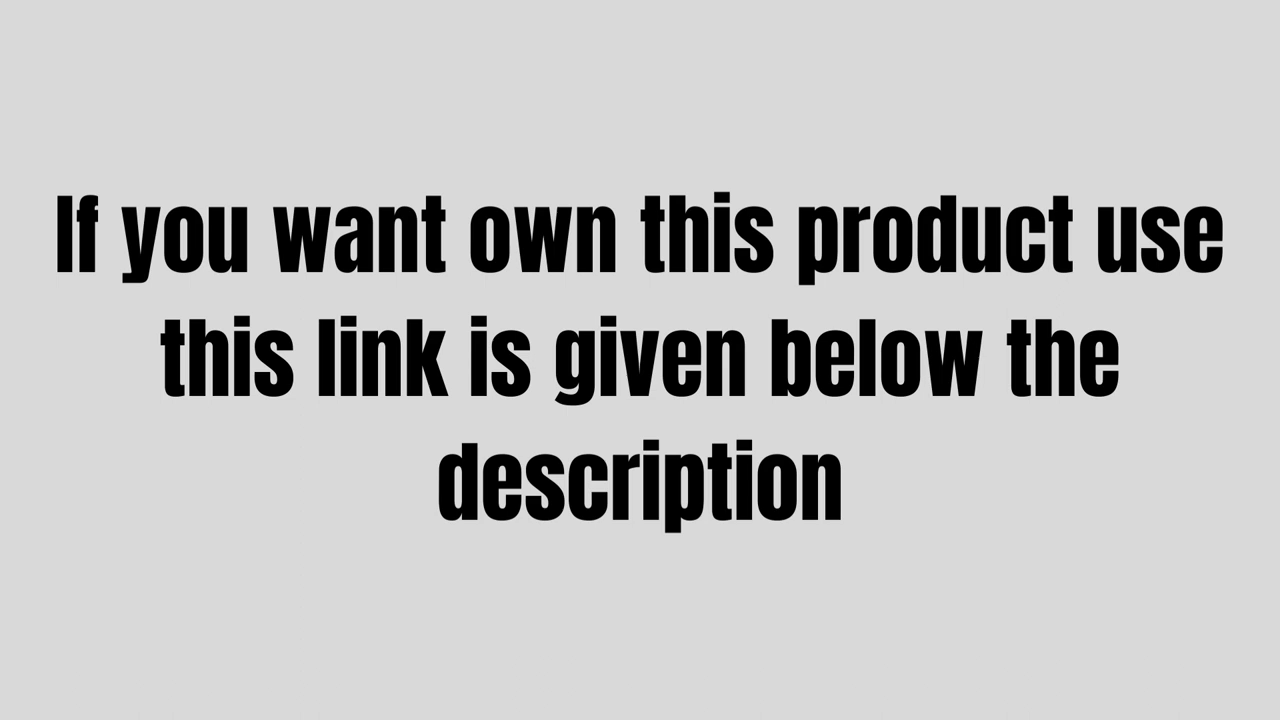 If you want own this product use
this link is given below the
description